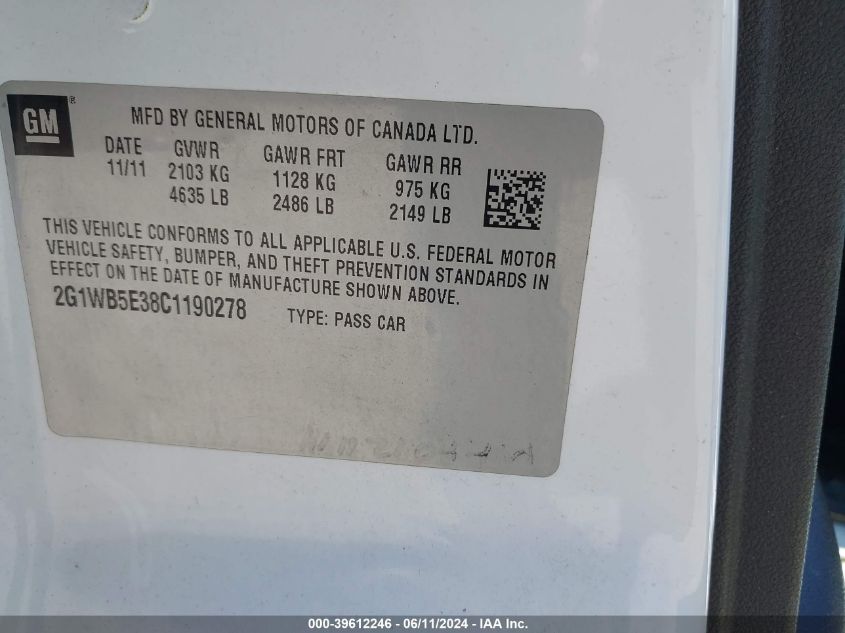 GM ®
MFD BY GENERAL MOTORS OF CANADA LTD.
DATE GVWR GAWR FRT GAWR RR
11/11 2103 KG 1128 KG 975 KG
4635 LB 2486 LB 2149 LB
THIS VEHICLE CONFORMS TO ALL APPLICABLE U.S. FEDERAL MOTOR
VEHICLE SAFETY, BUMPER, AND THEFT PREVENTION STANDARDS IN
EFFECT ON THE DATE OF MANUFACTURE SHOWN ABOVE.
2G1WB5E38C1190278 TYPE: PASS CAR
000-39612246 - 06/11/2024 - IAA Inc.